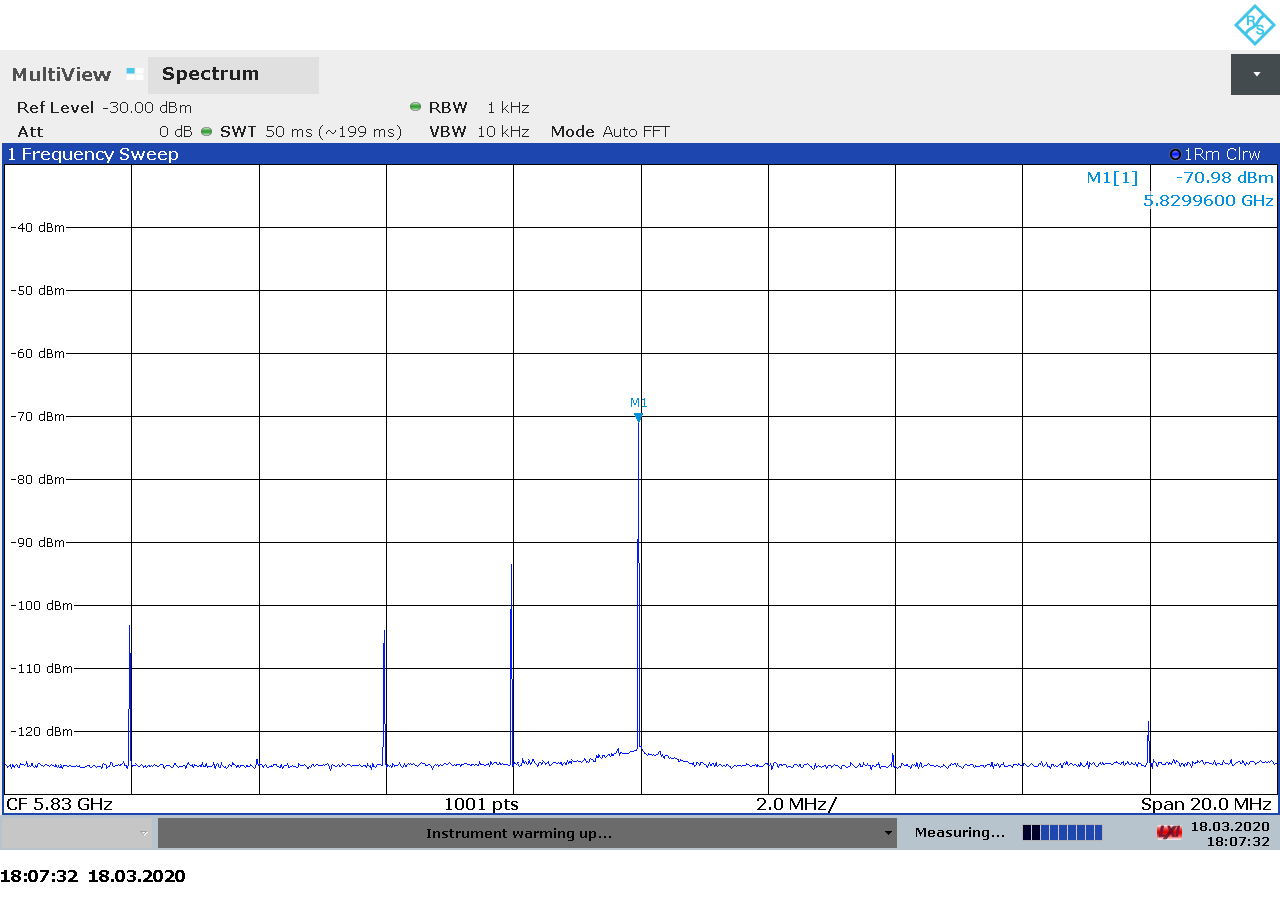 R S
MultiView Spectrum
Ref Level -30.00 dBm RBW 1 kHz
Att 0 dB SWT 50 ms (~199 ms) VBW 10 kHz Mode Auto FFT
1 Frequency Sweep 1Rm Clrw
M1[1] -70.98 dBm
5.8299600 GHz
-40 dBm
-50 dBm
-60 dBm
M1
-70 dBm
-80 dBm
-90 dBm
-100 dBm
-110 dBm
-120 dBm
CF 5.83 GHz 1001 pts 2.0 MHz/ Span 20.0 MHz
Instrument warming up... Measuring... LXI 18.03.2020
18:07:32
18:07:32 18.03.2020